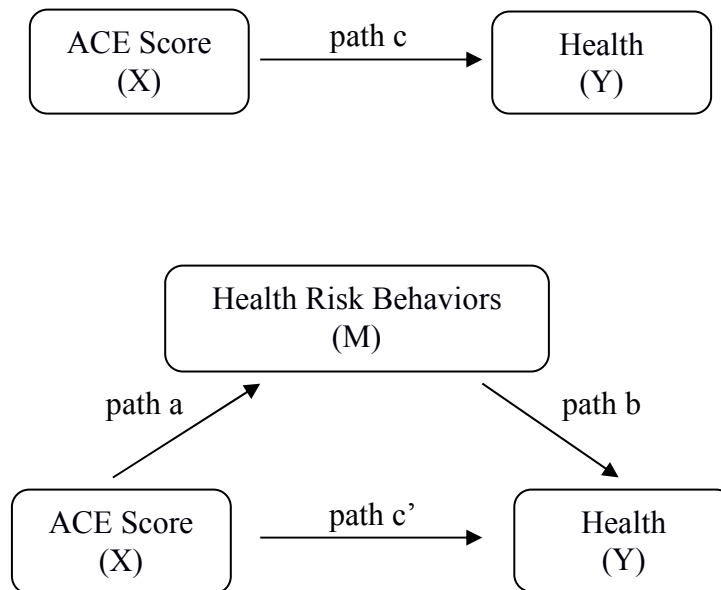 ACE Score
(X)
path c
Health
(Y)
Health Risk Behaviors
(M)
path a
path b
ACE Score
(X)
path c’
Health
(Y)